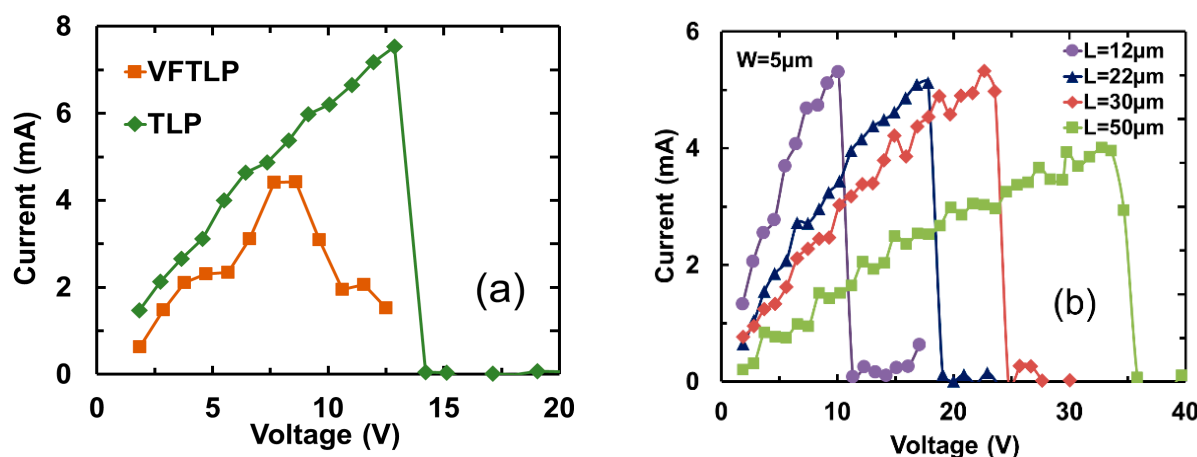 8
6
4
2
0
Current (mA)
VFTLP
TLP
(a)
0
5
10
15
20
Voltage (V)
6
4
2
0
Current (mA)
W=5µm
L=12µm
L=22µm
L=30µm
L=50µm
(b)
0
10
20
30
40
Voltage (V)